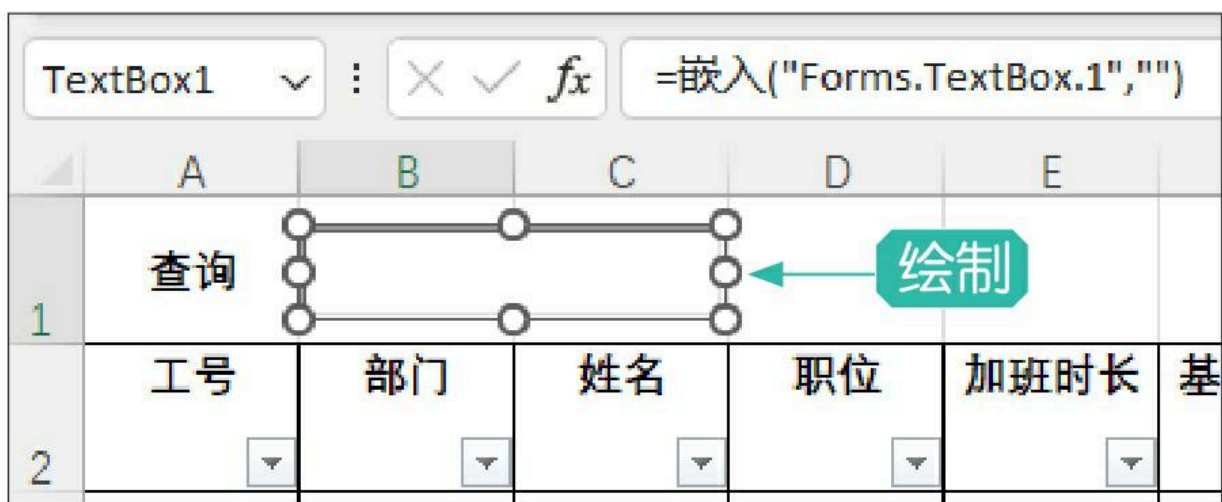 TextBox1 fx =嵌入("Forms.TextBox.1","")
A B C D E
查询 绘制
1
工号 部门 姓名 职位 加班时长 基
2